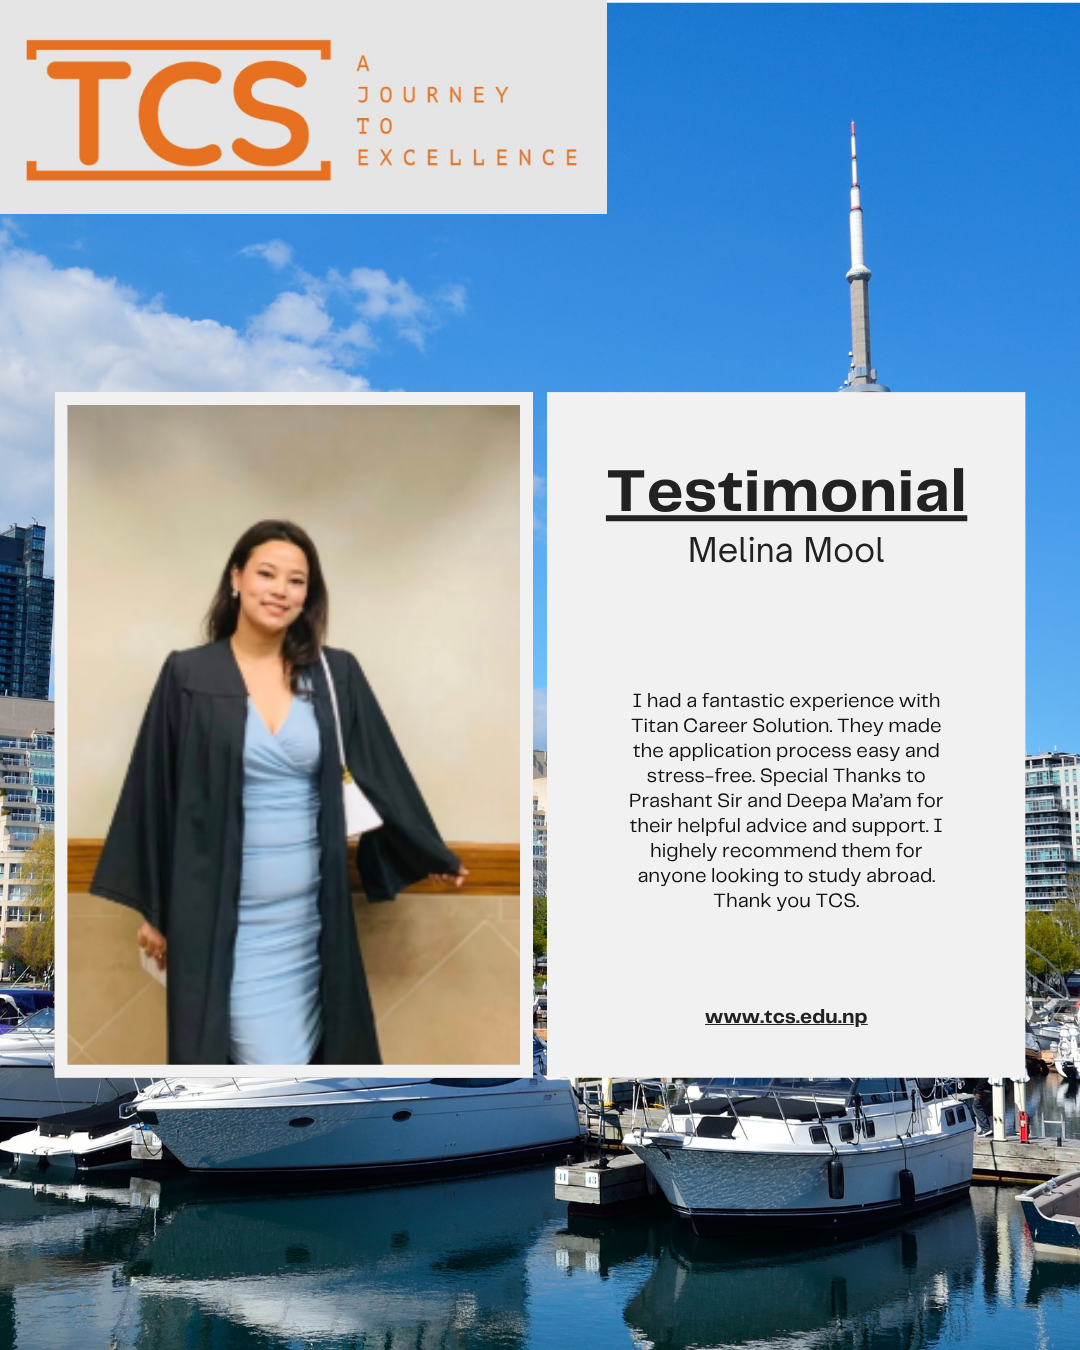 TCS
A
JOURNEY
TO
EXCELLENCE
Testimonial
Melina Mool
I had a fantastic experience with
Titan Career Solution. They made
the application process easy and
stress-free. Special Thanks to
Prashant Sir and Deepa Ma’am for
their helpful advice and support. I
highely recommend them for
anyone looking to study abroad.
Thank you TCS.
www.tcs.edu.np